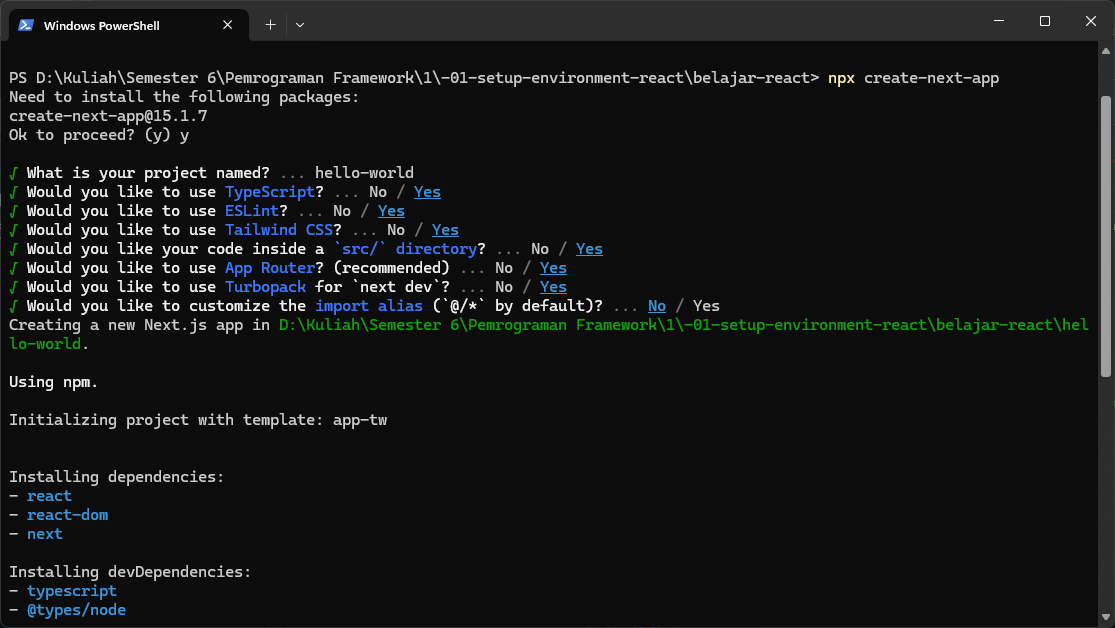 Windows PowerShell
PS D:\Kuliah\Semester 6\Pemrograman Framework\1\-01-setup-environment-react\belajar-react> npx create-next-app
Need to install the following packages:
create-next-app@15.1.7
Ok to proceed? (y) y
√ What is your project named? ... hello-world
√ Would you like to use TypeScript? ... No / Yes
√ Would you like to use ESLint? ... No / Yes
√ Would you like to use Tailwind CSS? ... No / Yes
√ Would you like your code inside a `src/` directory? ... No / Yes
√ Would you like to use App Router? (recommended) ... No / Yes
√ Would you like to use Turbopack for `next dev`? ... No / Yes
√ Would you like to customize the import alias (`@/*` by default)? ... No / Yes
Creating a new Next.js app in D:\Kuliah\Semester 6\Pemrograman Framework\1\-01-setup-environment-react\belajar-react\hel
lo-world.
Using npm.
Initializing project with template: app-tw
Installing dependencies:
- react
- react-dom
- next
Installing devDependencies:
- typescript
- @types/node